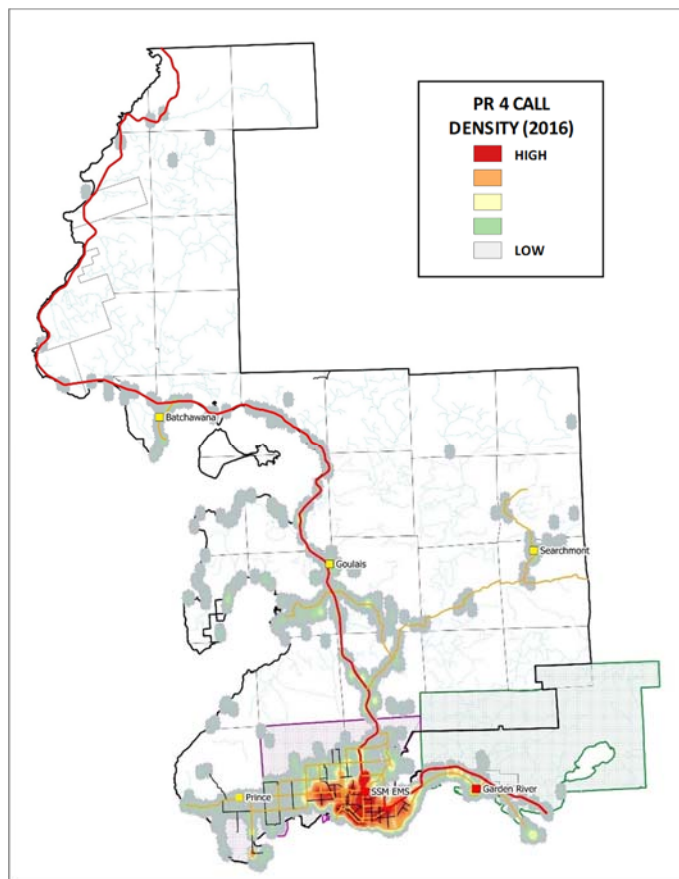 PR 4 CALL
DENSITY (2016)
HIGH
LOW
Batchawana
Goulais
Searchmont
SSM EMS
Garden River
Prince